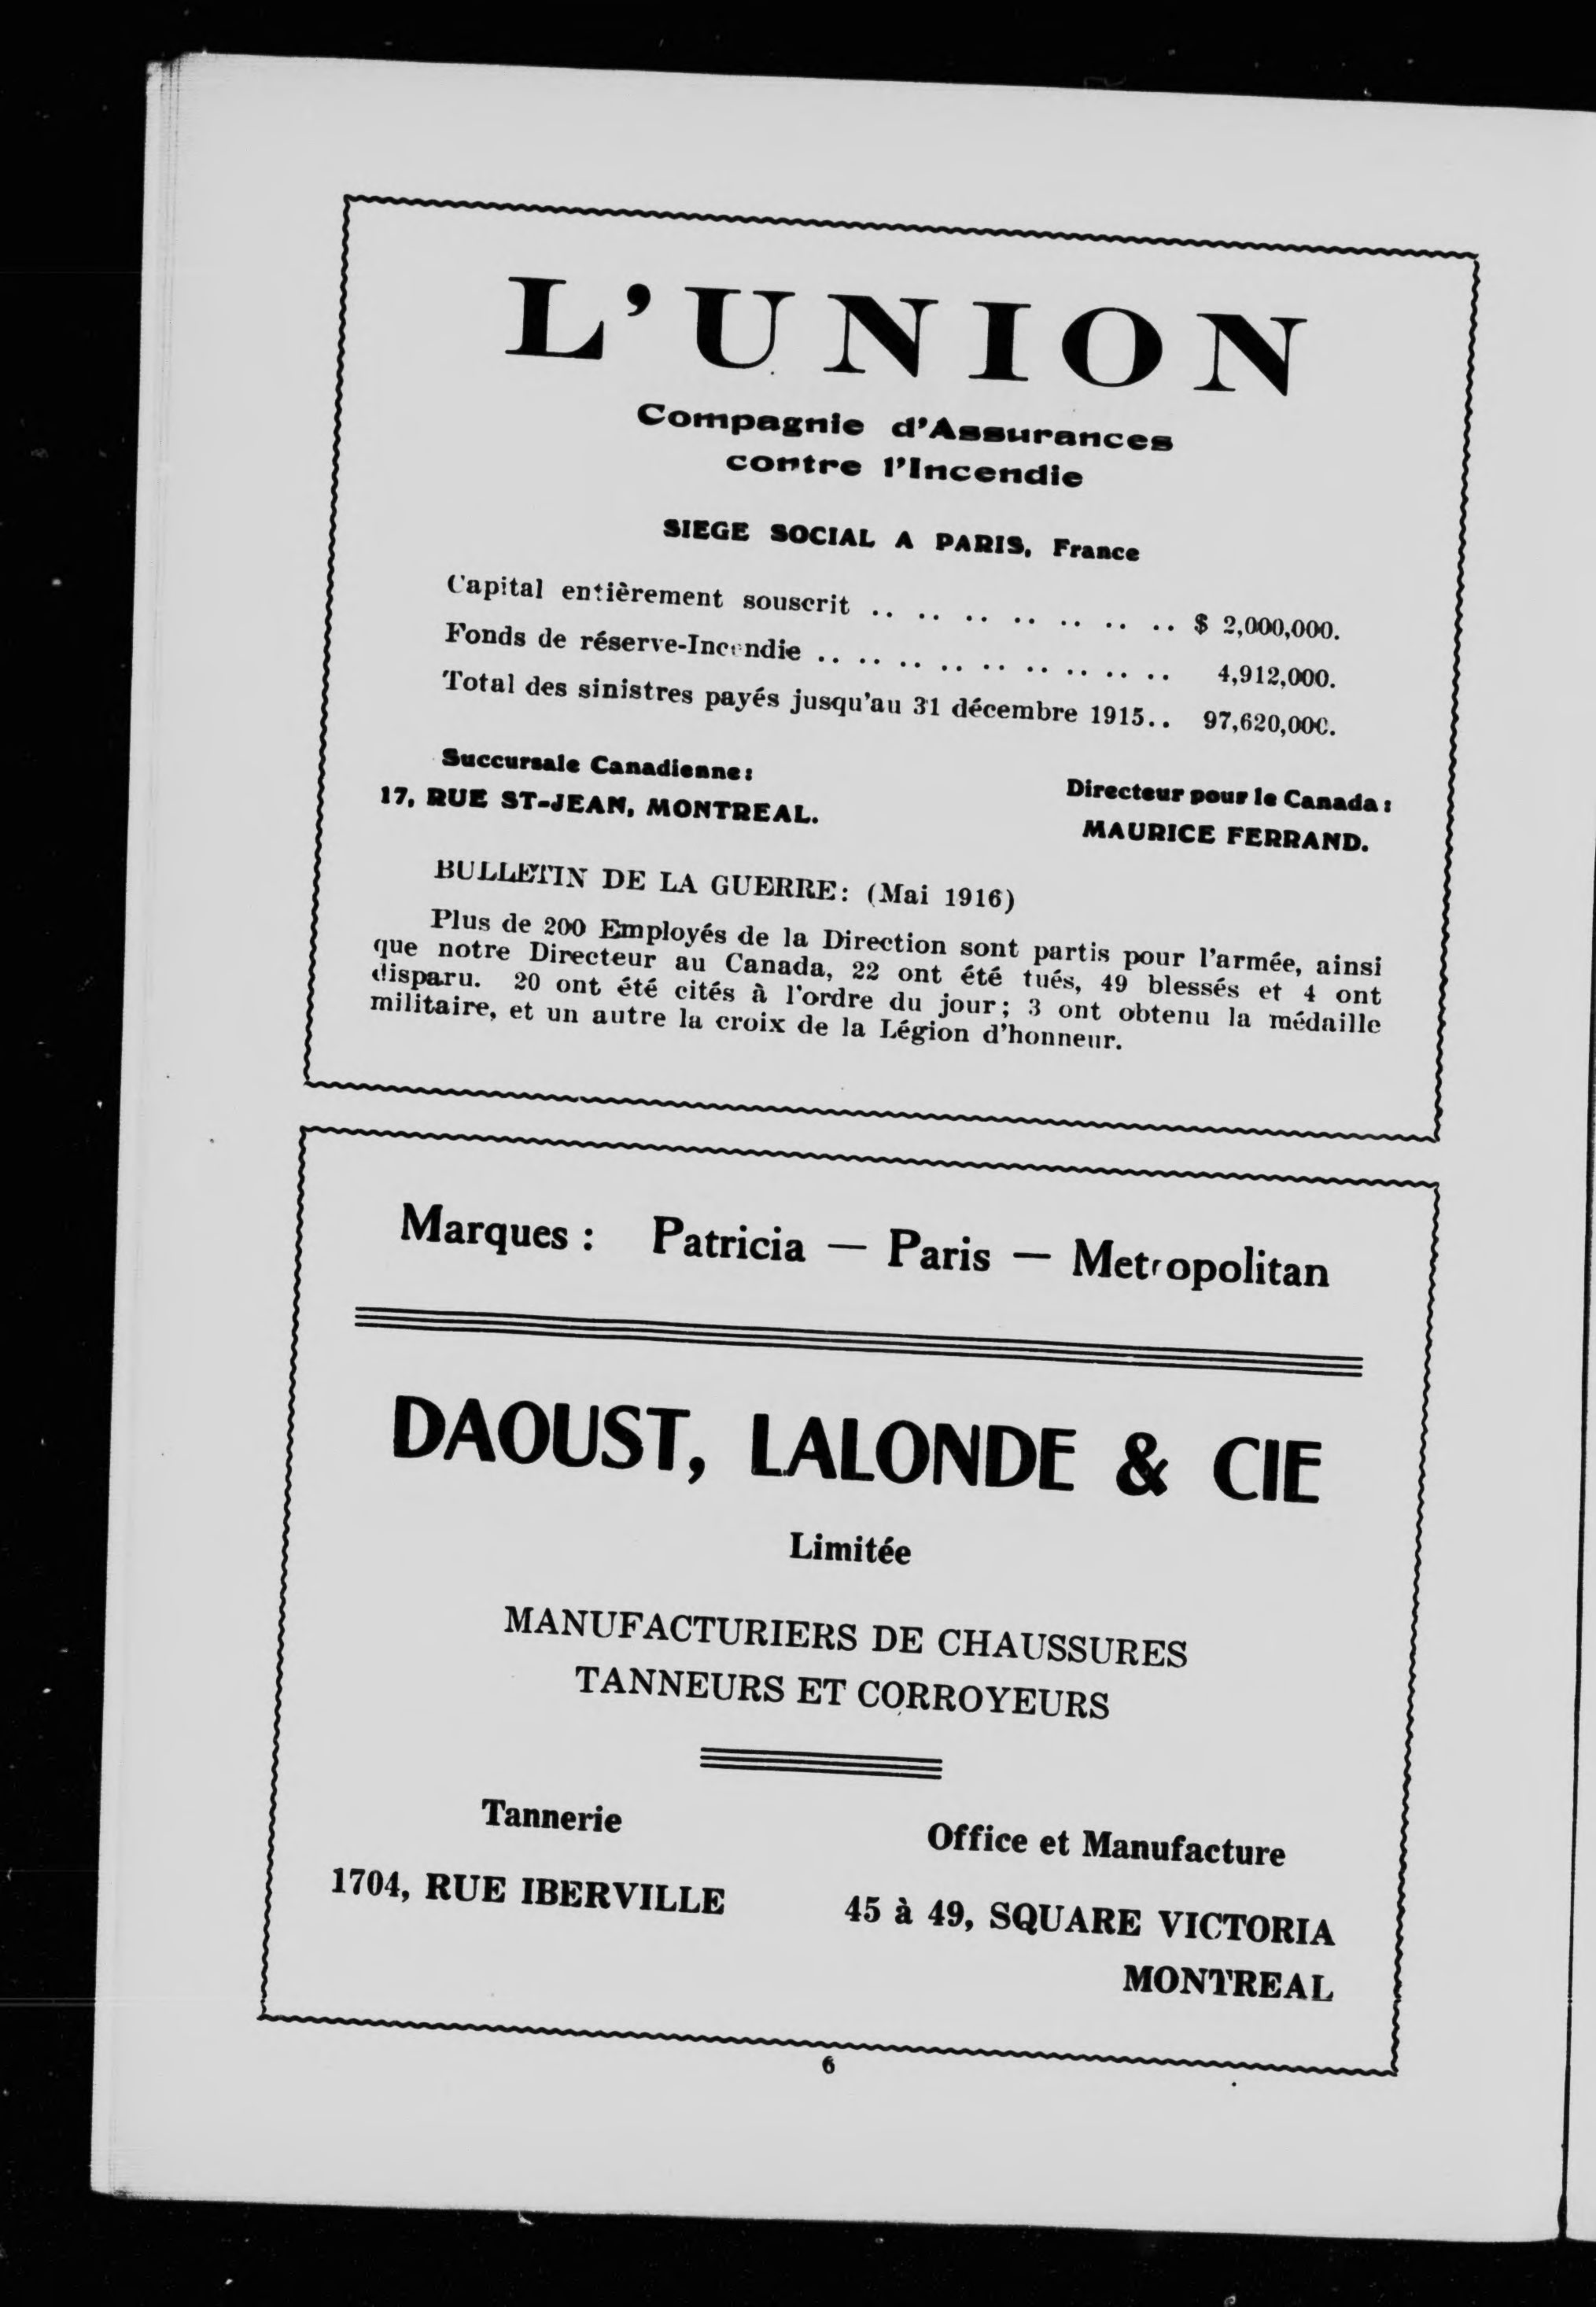 L'UNION
Compagnie d'Assurances
contre l'Incendie
SIEGE SOCIAL A PARIS, France
Capital entièrement souscrit .. .. .. .. .. .. .. $ 2,000,000.
Fonds de réserve-Incendie .. .. .. .. .. .. .. .. .. 4,912,000.
Total des sinistres payés jusqu'au 31 décembre 1915.. 97,620,000.
Succursale Canadienne:
17, RUE ST-JEAN, MONTREAL.
Directeur pour le Canada:
MAURICE FERRAND.
BULLETIN DE LA GUERRE: (Mai 1916)
Plus de 200 Employés de la Direction sont partis pour l'armée, ainsi
que notre Directeur au Canada, 22 ont été tués, 49 blessés et 4 ont
disparu. 20 ont été cités à l'ordre du jour; 3 ont obtenu la médaille
militaire, et un autre la croix de la Légion d'honneur.
Marques: Patricia — Paris — Metropolitan
DAOUST, LALONDE & CIE
Limitée
MANUFACTURIERS DE CHAUSSURES
TANNEURS ET CORROYEURS
Tannerie
1704, RUE IBERVILLE
Office et Manufacture
45 à 49, SQUARE VICTORIA
MONTREAL
6